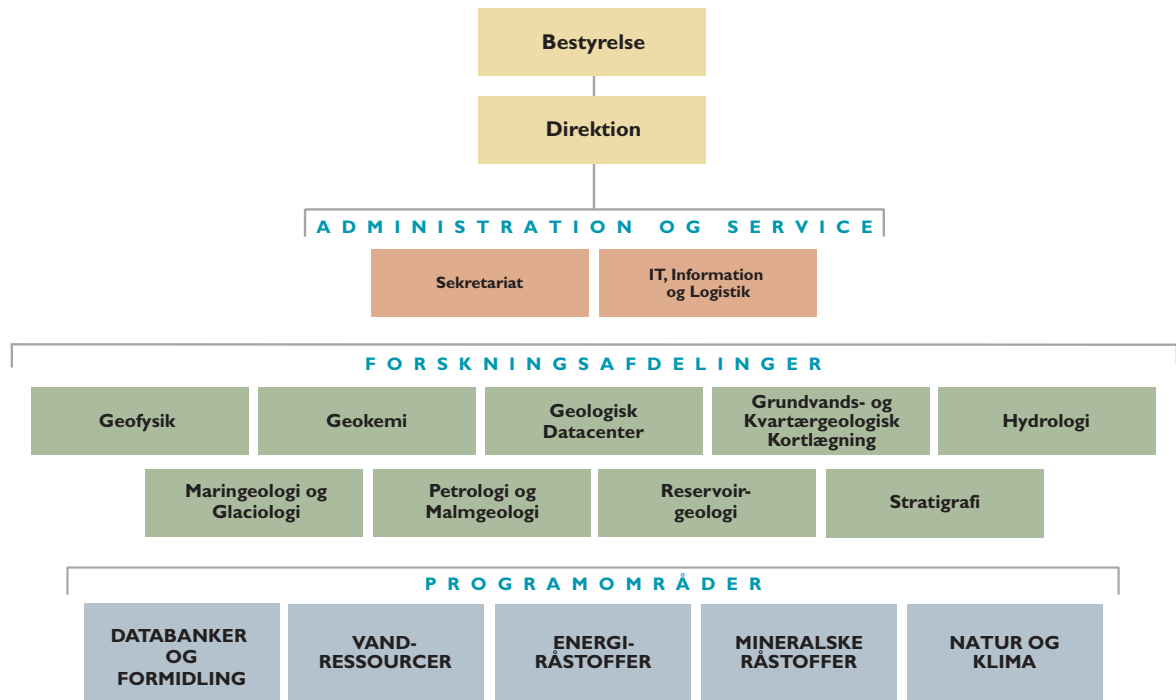 Bestyrelse
Direktion
ADMINISTRATION OG SERVICE
Sekretariat
IT, Information
og Logistik
FORSKNINGSAFDELINGER
Geofysik
Geokemi
Geologisk
Datacenter
Grundvands- og
Kvartærgeologisk
Kortlægning
Hydrologi
Maringeologi og
Glaciologi
Petrologi og
Malmgeologi
Reservoir-
geologi
Stratigrafi
PROGRAMOMRÅDER
DATABANKER
OG
FORMIDLING
VAND-
RESSOURCER
ENERGI-
RÅSTOFFER
MINERALSKE
RÅSTOFFER
NATUR OG
KLIMA